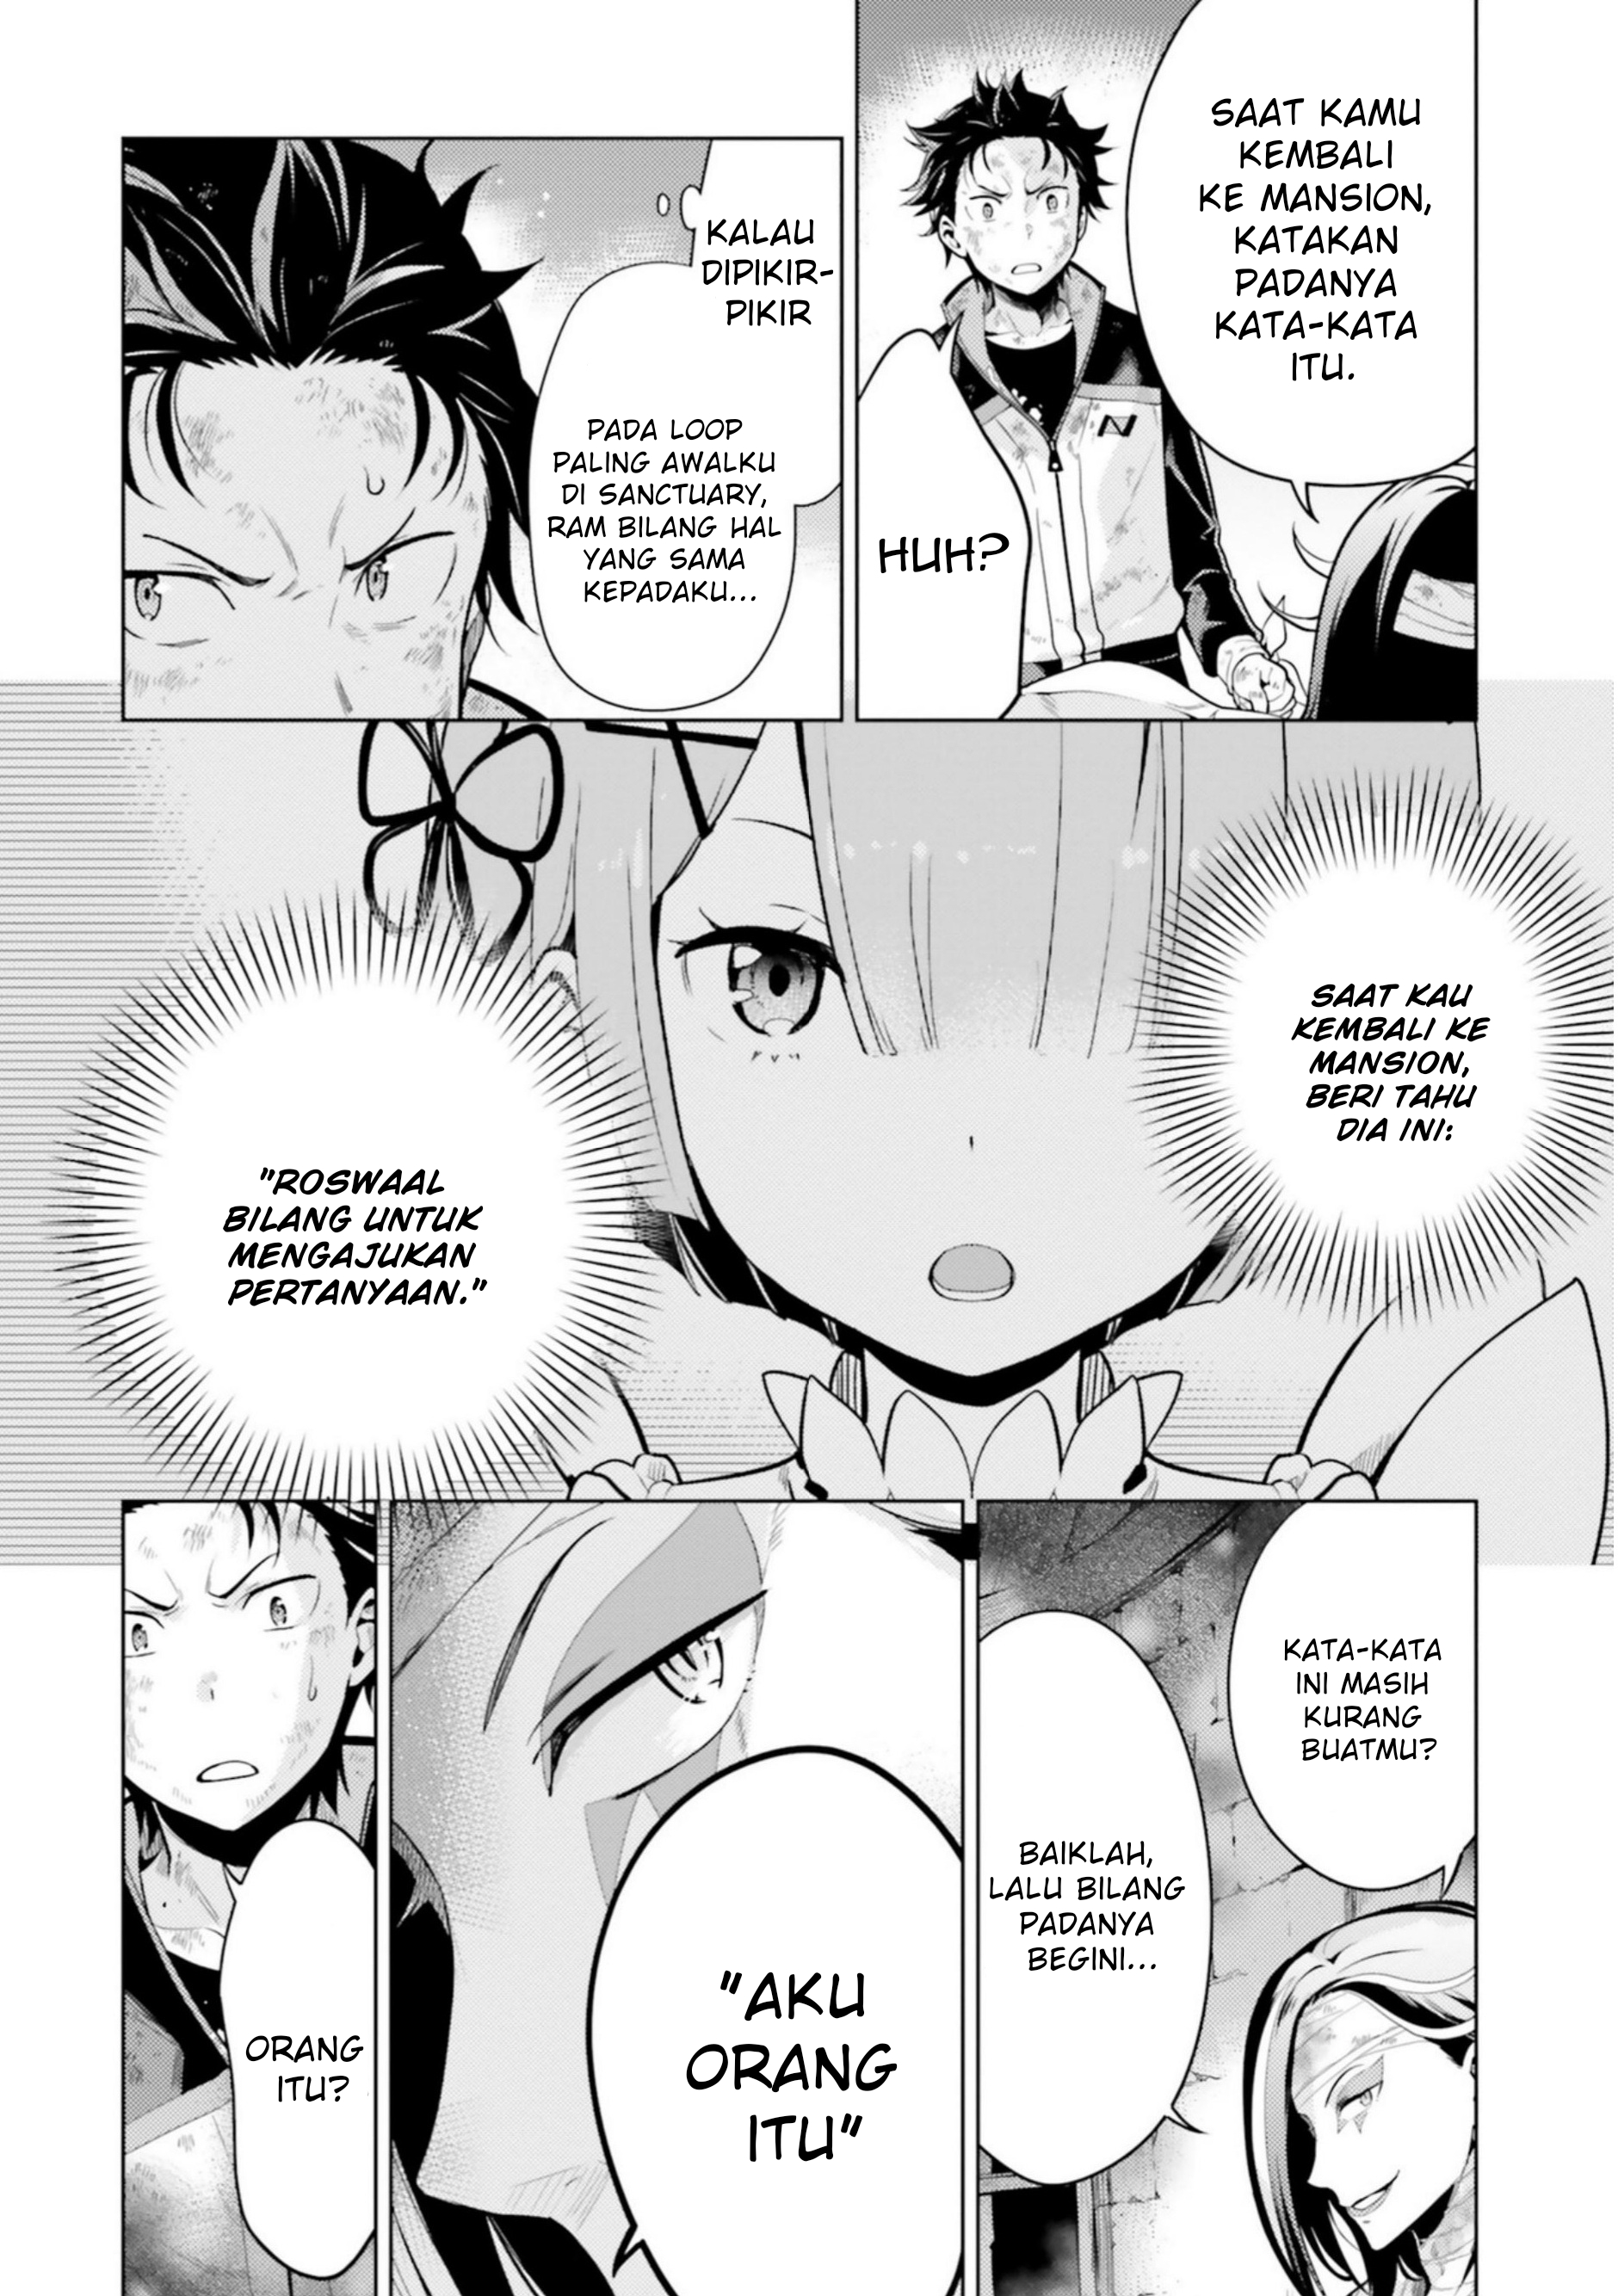 SAAT KAMU
KEMBALI
KE MANSION,
KATAKAN
PADANYA
KATA-KATA
ITU.
HUH?
KALAU
DIPIKIR-
PIKIR
PADA LOOP
PALING AWALKU
DI SANCTUARY,
RAM BILANG HAL
YANG SAMA
KEPADAKU...
SAAT KAU
KEMBALI KE
MANSION,
BERI TAHU
DIA INI:
"ROSWAAL
BILANG UNTUK
MENGAJUKAN
PERTANYAAN."
KATA-KATA
INI MASIH
KURANG
BUATMU?
BAIKLAH,
LALU BILANG
PADANYA
BEGINI...
"AKU
ORANG
ITU"
ORANG
ITU?